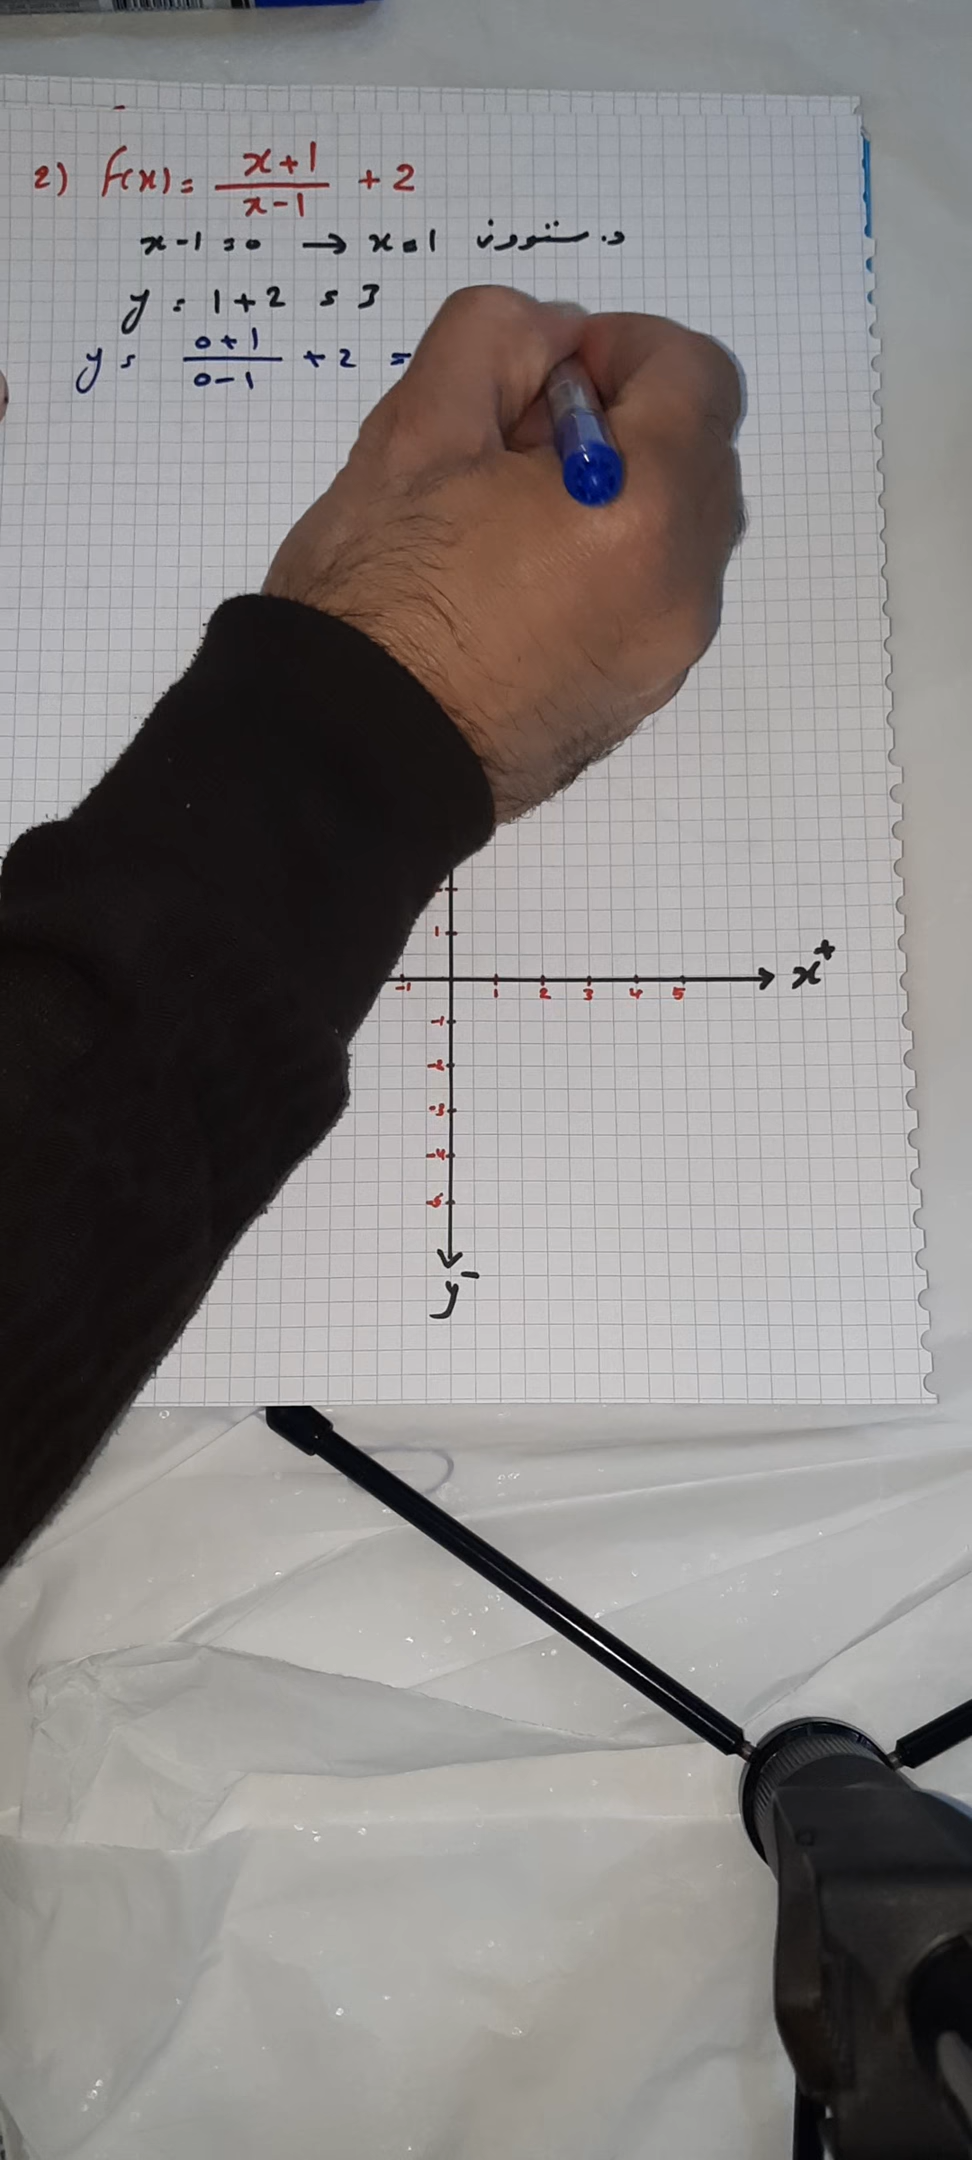 2) f(x) = x+1 / x-1 + 2
x-1 = 0 → x = 1
y = 1+2 = 3
y = 0+1 / 0-1 + 2 =
1
x+
-1 1 2 3 4 5
-1
-2
-3
-4
-5
y-